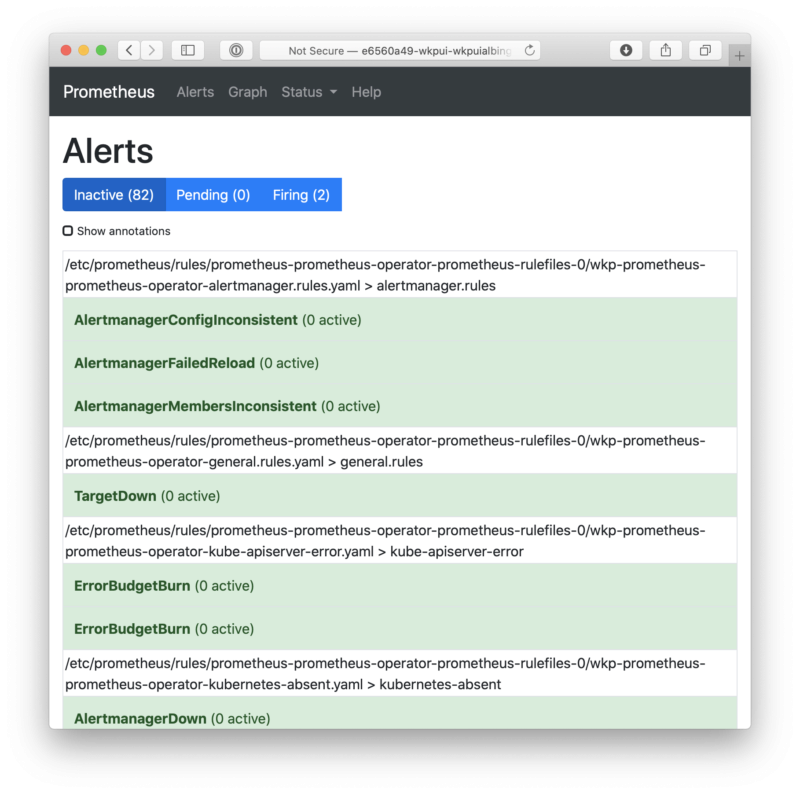 Not Secure — e6560a49-wkpui-wkpuialbing
Prometheus Alerts Graph Status Help
Alerts
Inactive (82) Pending (0) Firing (2)
Show annotations
/etc/prometheus/rules/prometheus-prometheus-operator-prometheus-rulefiles-0/wkp-prometheus-
prometheus-operator-alertmanager.rules.yaml > alertmanager.rules
AlertmanagerConfigInconsistent (0 active)
AlertmanagerFailedReload (0 active)
AlertmanagerMembersInconsistent (0 active)
/etc/prometheus/rules/prometheus-prometheus-operator-prometheus-rulefiles-0/wkp-prometheus-
prometheus-operator-general.rules.yaml > general.rules
TargetDown (0 active)
/etc/prometheus/rules/prometheus-prometheus-operator-prometheus-rulefiles-0/wkp-prometheus-
prometheus-operator-kube-apiserver-error.yaml > kube-apiserver-error
ErrorBudgetBurn (0 active)
ErrorBudgetBurn (0 active)
/etc/prometheus/rules/prometheus-prometheus-operator-prometheus-rulefiles-0/wkp-prometheus-
prometheus-operator-kubernetes-absent.yaml > kubernetes-absent
AlertmanagerDown (0 active)